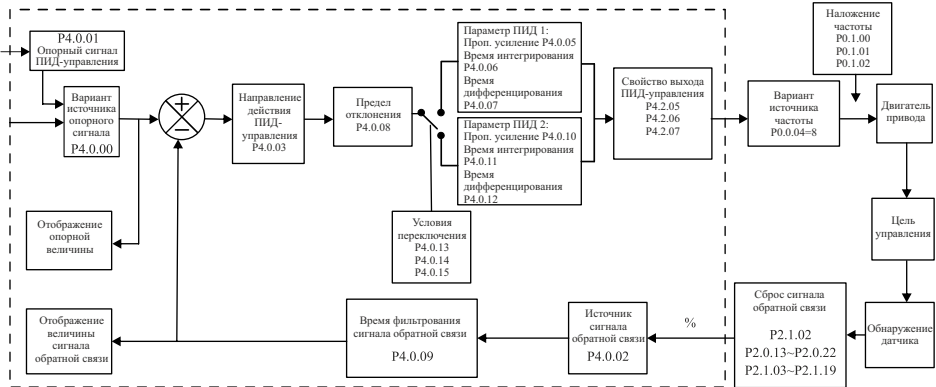 P4.0.01
Опорный сигнал
ПИД-управления
Вариант
источника
опорного
сигнала
P4.0.00
Направление
действия
ПИД-
управления
P4.0.03
Предел
отклонения
P4.0.08
Параметр ПИД 1:
Проп. усиление P4.0.05
Время интегрирования
P4.0.06
Время
дифференцирования
P4.0.07
Параметр ПИД 2:
Проп. усиление P4.0.10
Время интегрирования
P4.0.11
Время
дифференцирования
P4.0.12
Свойство выхода
ПИД-управления
P4.2.05
P4.2.06
P4.2.07
Вариант
источника
частоты
P0.0.04=8
Наложение
частоты
P0.1.00
P0.1.01
P0.1.02
Двигатель
привода
Цель
управления
Обнаружение
датчика
Сброс сигнала
обратной связи
P2.1.02
P2.0.13~P2.0.22
P2.1.03~P2.1.19
%
Источник
сигнала
обратной связи
P4.0.02
Условия
переключения
P4.0.13
P4.0.14
P4.0.15
Время фильтрования
сигнала обратной связи
P4.0.09
Отображение
опорной
величины
Отображение
величины
сигнала
обратной связи